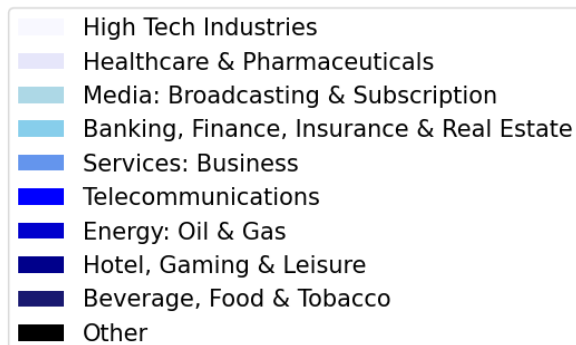 High Tech Industries
Healthcare & Pharmaceuticals
Media: Broadcasting & Subscription
Banking, Finance, Insurance & Real Estate
Services: Business
Telecommunications
Energy: Oil & Gas
Hotel, Gaming & Leisure
Beverage, Food & Tobacco
Other